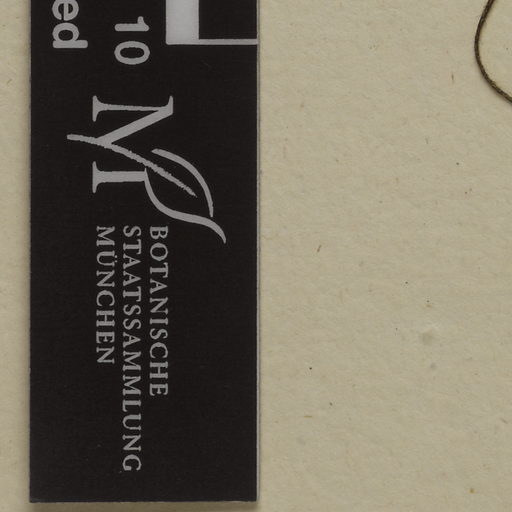 ed
10
M
BOTANISCHE
STAATSSAMMLUNG
MÜNCHEN